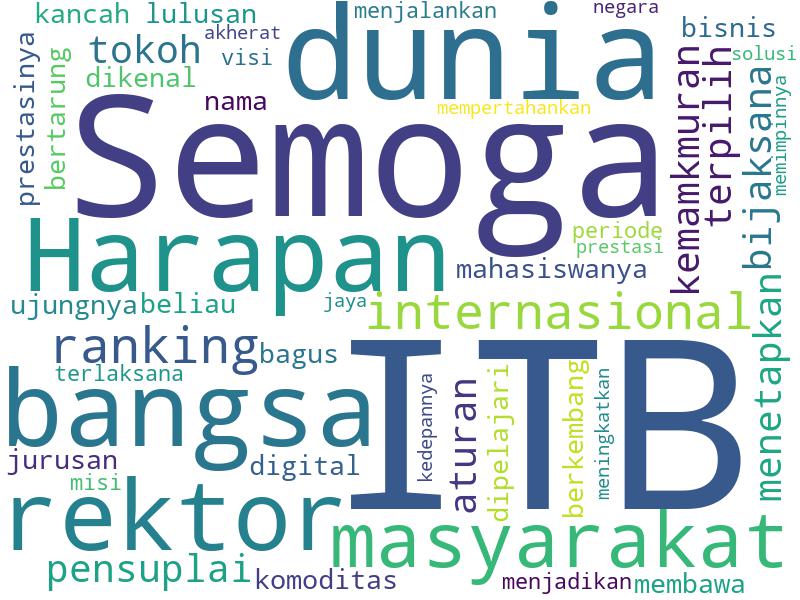 kancah lulusan
menjalankan
negara
akherat
dunia
bisnis
tokoh
visi
solusi
prestasinya
bertarung
dikenal
nama
mempertahankan
kemamkmuran
terpilih
bijaksana
memimpinnya
Semoga
Harapan
periode
prestasi
mahasiswanya
ujungnya
beliau
jaya
internasional
menetapkan
ranking
bagus
ITB
terlaksana
bangsa
kedepannya
aturan
dipelajari
berkembang
meningkatkan
jurusan
digital
misi
rektor
masyarakat
pensuplai
komoditas
menjadikan
membawa